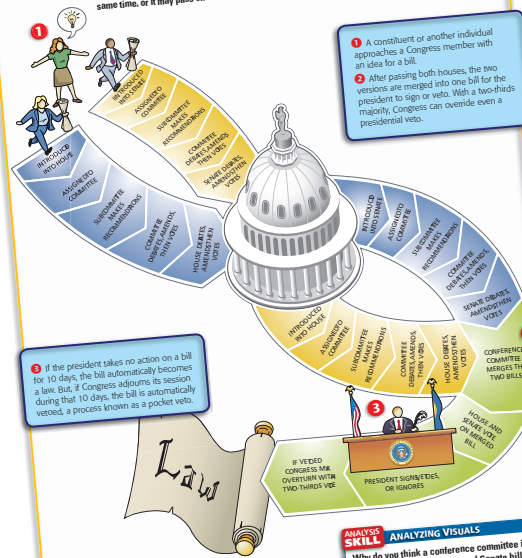 same time, or it may pass
1
1 A constituent or another individual
approaches a Congress member with
an idea for a bill.
2 After passing both houses, the two
versions are merged into one bill for the
president to sign or veto. With a two-thirds
majority, Congress can override even a
presidential veto.
INTRODUCED
INTO SENATE
ASSIGNED TO
COMMITTEE
SUBCOMMITTEE
MAKES
RECOMMENDATIONS
COMMITTEE
DEBATES, AMENDS,
THEN VOTES
SENATE DEBATES,
AMENDS, THEN
VOTES
INTRODUCED
INTO HOUSE
ASSIGNED TO
COMMITTEE
SUBCOMMITTEE
MAKES
RECOMMENDATIONS
COMMITTEE
DEBATES, AMENDS,
THEN VOTES
HOUSE DEBATES,
AMENDS, THEN
VOTES
INTRODUCED
INTO SENATE
ASSIGNED TO
COMMITTEE
SUBCOMMITTEE
MAKES
RECOMMENDATIONS
COMMITTEE
DEBATES, AMENDS,
THEN VOTES
SENATE DEBATES,
AMENDS, THEN
VOTES
INTRODUCED
INTO HOUSE
ASSIGNED TO
COMMITTEE
SUBCOMMITTEE
MAKES
RECOMMENDATIONS
COMMITTEE
DEBATES, AMENDS,
THEN VOTES
HOUSE DEBATES,
AMENDS, THEN
VOTES
CONFERENCE
COMMITTEE
MERGES TH
TWO BILLS
HOUSE AND
SENATE VOTE
ON MERGED
BILL
3
PRESIDENT SIGNS, VETOES,
OR IGNORES
IF VETOED
CONGRESS MAY
OVERTURN WITH
TWO-THIRDS VOTE
3 If the president takes no action on a bill
for 10 days, the bill automatically becomes
a law. But, if Congress adjourns its session
during that 10 days, the bill is automatically
vetoed, a process known as a pocket veto.
Law
ANALYSIS
SKILL
ANALYZING VISUALS
Why do you think a conference committee i
Senate bill